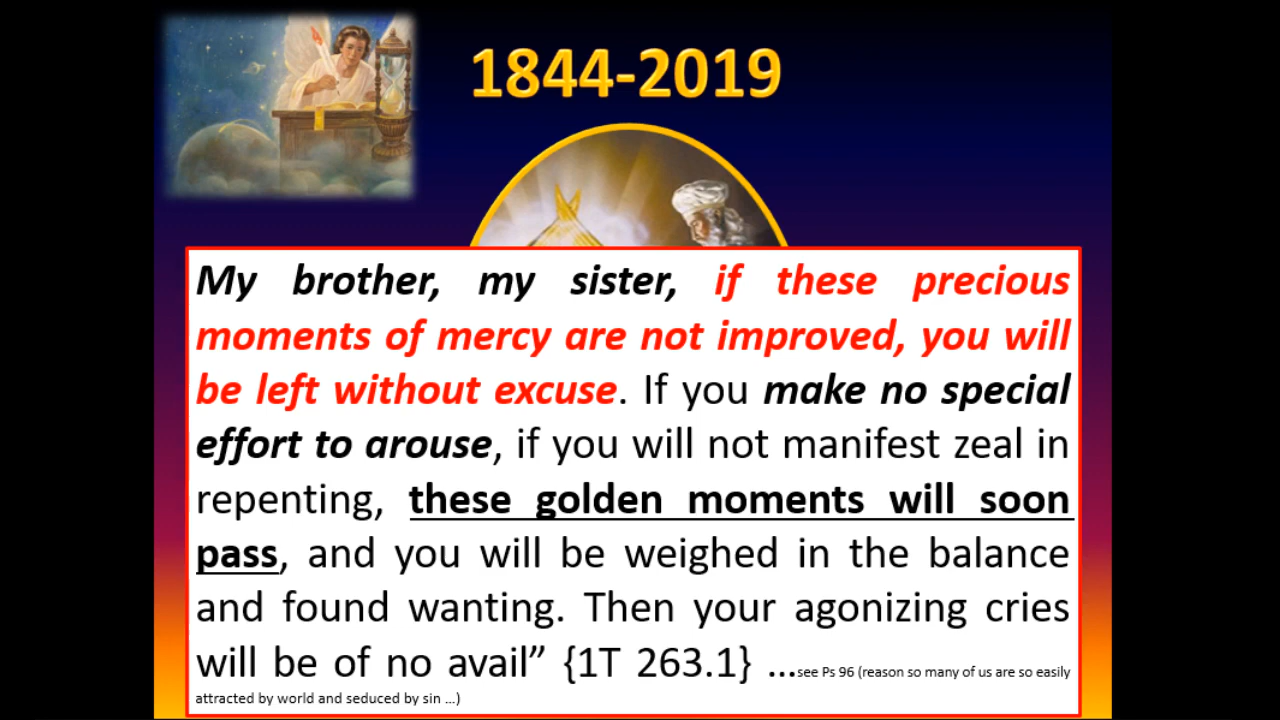 1844-2019
My brother, my sister, if these precious
moments of mercy are not improved, you will
be left without excuse. If you make no special
effort to arouse, if you will not manifest zeal in
repenting, these golden moments will soon
pass, and you will be weighed in the balance
and found wanting. Then your agonizing cries
will be of no avail” {1T 263.1} ...see Ps 96 (reason so many of us are so easily
attracted by world and seduced by sin ...)